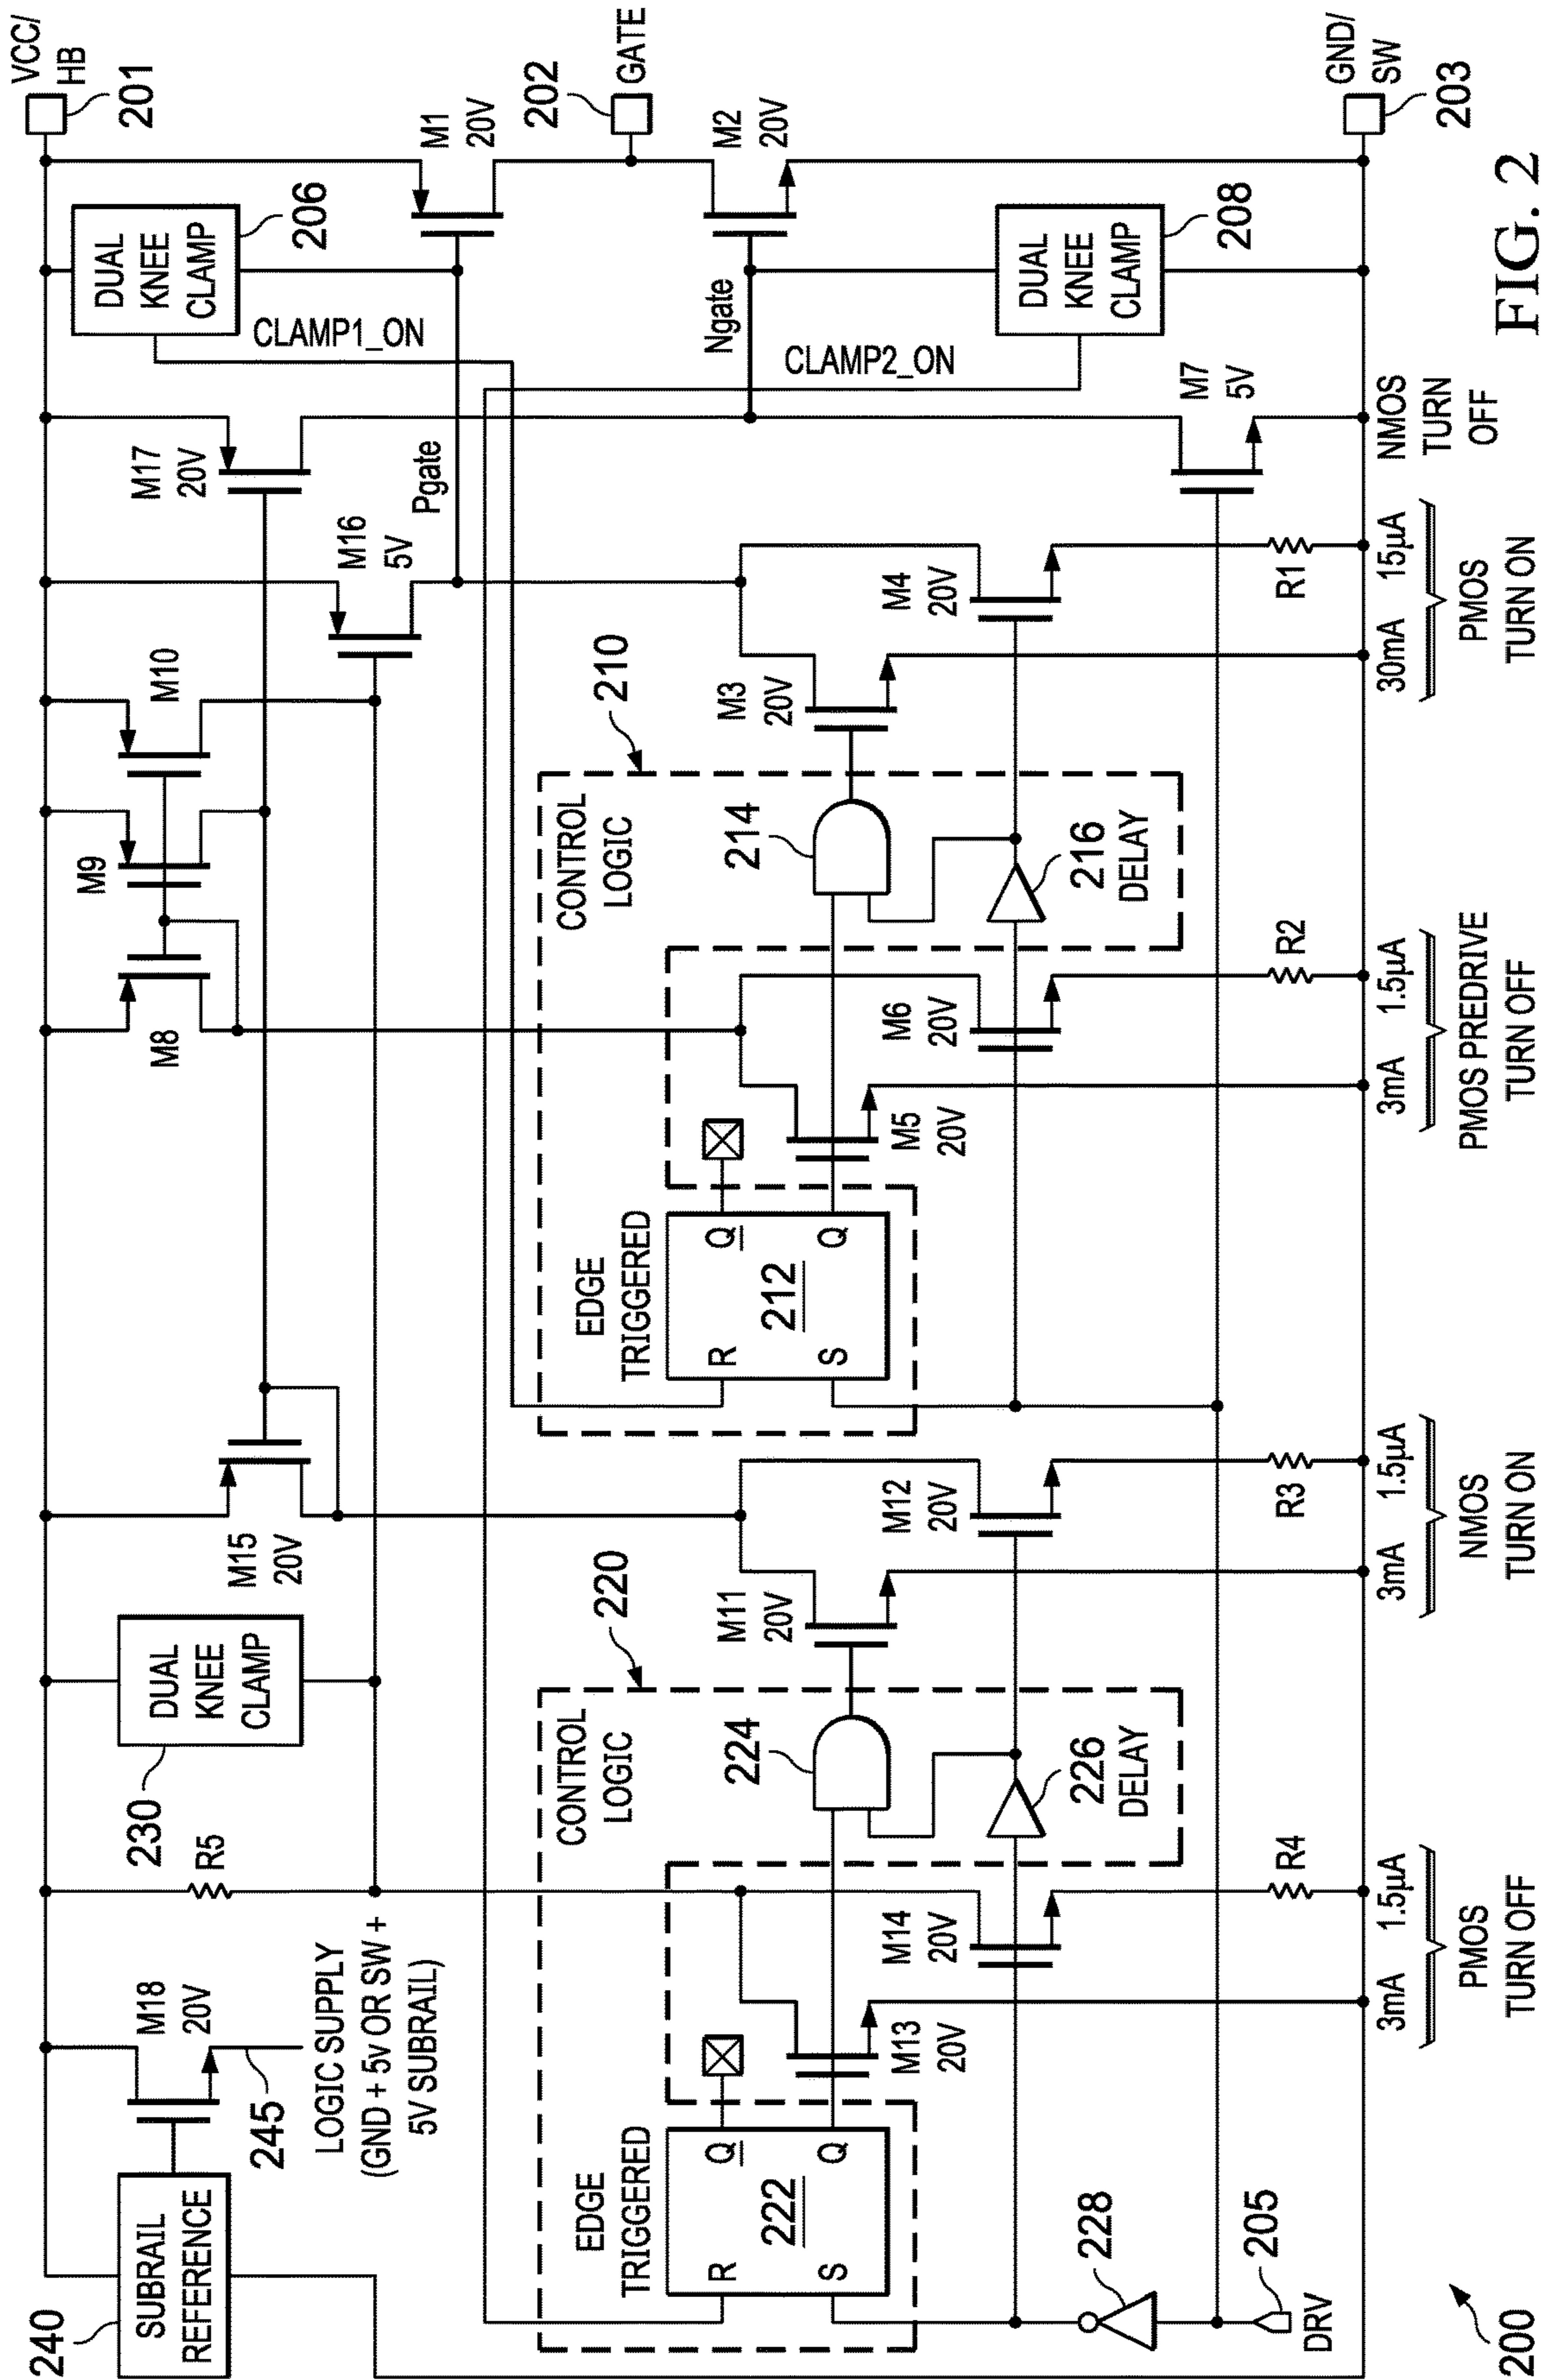 VCC/
HB
201
DUAL
KNEE
CLAMP
206
M1
20V
202
GATE
M2
20V
GND/
SW
203
DUAL
KNEE
CLAMP
208
CLAMP1_ON
Ngate
CLAMP2_ON
Pgate
M17
20V
M16
5V
M7
5V
NMOS
TURN
OFF
M10
M9
M8
M4
20V
M3
20V
R1
30mA
15µA
PMOS
TURN ON
210
CONTROL
LOGIC
214
216
DELAY
M6
20V
M5
20V
R2
3mA
1.5µA
PMOS PREDRIVE
TURN OFF
EDGE
TRIGGERED
R
Q
212
S
Q
M15
20V
M12
20V
M11
20V
R3
3mA
1.5µA
NMOS
TURN ON
DUAL
KNEE
CLAMP
230
R5
220
CONTROL
LOGIC
224
226
DELAY
M14
20V
M13
20V
R4
3mA
1.5µA
PMOS
TURN OFF
EDGE
TRIGGERED
R
Q
222
S
Q
240
SUBRAIL
REFERENCE
M18
20V
245
LOGIC SUPPLY
(GND + 5v OR SW +
5V SUBRAIL)
228
205
DRV
200
FIG. 2